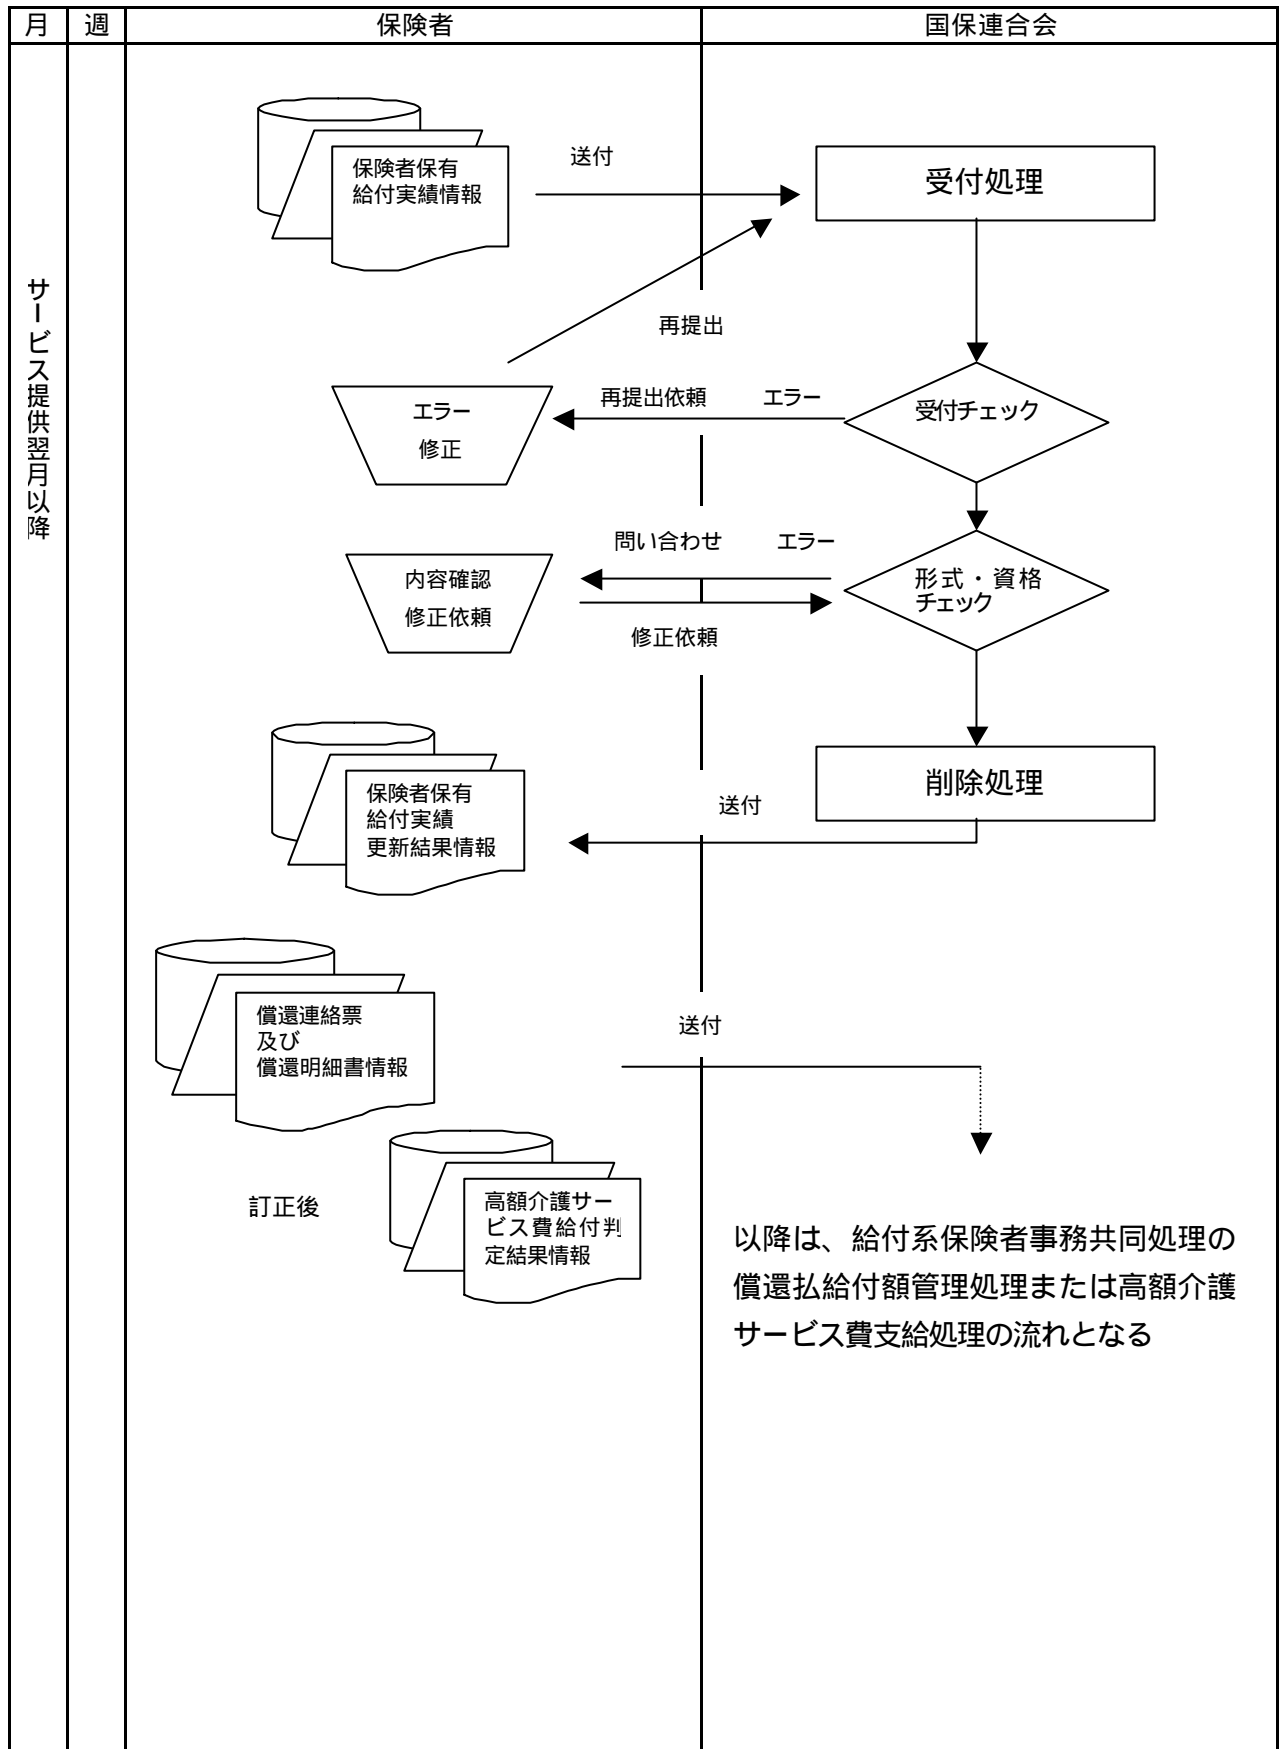 月
週
保険者
国保連合会
サービス提供翌月以降
保険者保有
給付実績情報
送付
受付処理
再提出
エラー
修正
再提出依頼
エラー
受付チェック
問い合わせ
エラー
内容確認
修正依頼
形式・資格
チェック
修正依頼
削除処理
保険者保有
給付実績
更新結果情報
送付
償還連絡票
及び
償還明細書情報
送付
訂正後
高額介護サー
ビス費給付判
定結果情報
以降は、給付系保険者事務共同処理の
償還払給付額管理処理または高額介護
サービス費支給処理の流れとなる